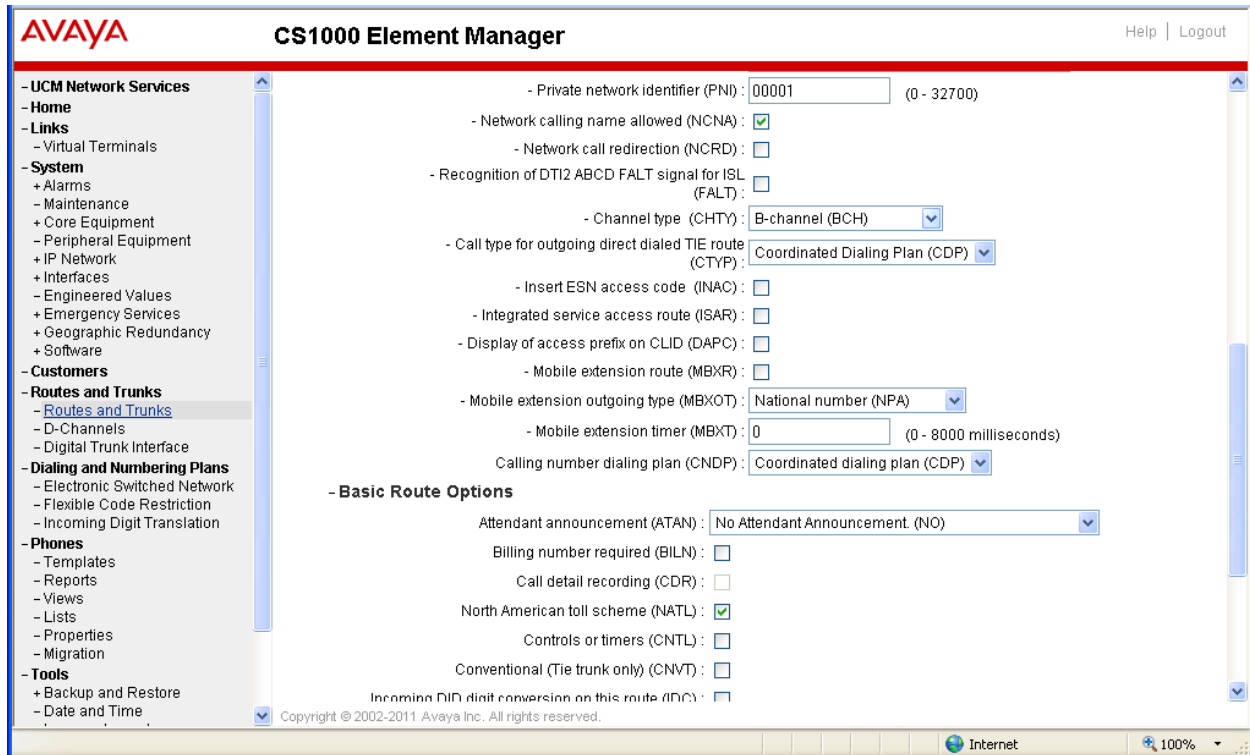 AVAYA
CS1000 Element Manager
Help | Logout
- UCM Network Services
- Home
- Links
- Virtual Terminals
- System
+ Alarms
- Maintenance
+ Core Equipment
- Peripheral Equipment
+ IP Network
+ Interfaces
- Engineered Values
+ Emergency Services
+ Geographic Redundancy
+ Software
- Customers
- Routes and Trunks
- Routes and Trunks
- D-Channels
- Digital Trunk Interface
- Dialing and Numbering Plans
- Electronic Switched Network
- Flexible Code Restriction
- Incoming Digit Translation
- Phones
- Templates
- Reports
- Views
- Lists
- Properties
- Migration
- Tools
+ Backup and Restore
- Date and Time
- Private network identifier (PNI) : 00001 (0 - 32700)
- Network calling name allowed (NCNA) :
- Network call redirection (NCRD) :
- Recognition of DTI2 ABCD FALT signal for ISL
(FALT) :
- Channel type (CHTY) : B-channel (BCH)
- Call type for outgoing direct dialed TIE route
(CTYP) : Coordinated Dialing Plan (CDP)
- Insert ESN access code (INAC) :
- Integrated service access route (ISAR) :
- Display of access prefix on CLID (DAPC) :
- Mobile extension route (MBXR) :
- Mobile extension outgoing type (MBXOT) : National number (NPA)
- Mobile extension timer (MBXT) : 0 (0 - 8000 milliseconds)
Calling number dialing plan (CNDP) : Coordinated dialing plan (CDP)
- Basic Route Options
Attendant announcement (ATAN) : No Attendant Announcement. (NO)
Billing number required (BILN) :
Call detail recording (CDR) :
North American toll scheme (NATL) :
Controls or timers (CNTL) :
Conventional (Tie trunk only) (CNVT) :
Incoming DID digit conversion on this route (IDC) :
Copyright © 2002-2011 Avaya Inc. All rights reserved.
Internet
100%